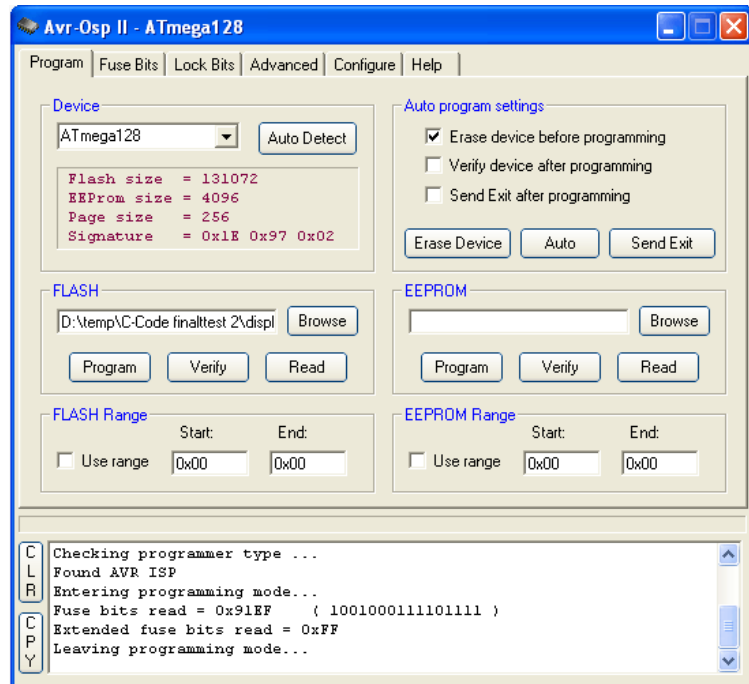 Avr-Osp II - ATmega128
Program Fuse Bits Lock Bits Advanced Configure Help
Device
ATmega128 Auto Detect
Flash size = 131072
EEProm size = 4096
Page size = 256
Signature = 0x1E 0x97 0x02
Auto program settings
Erase device before programming
Verify device after programming
Send Exit after programming
Erase Device Auto Send Exit
FLASH
D:\temp\C-Code finalttest 2\displ Browse
Program Verify Read
EEPROM
Browse
Program Verify Read
FLASH Range
Start: End:
Use range 0x00 0x00
EEPROM Range
Start: End:
Use range 0x00 0x00
CLR
CPY
Checking programmer type ...
Found AVR ISP
Entering programming mode...
Fuse bits read = 0x91EF ( 1001000111101111 )
Extended fuse bits read = 0xFF
Leaving programming mode...